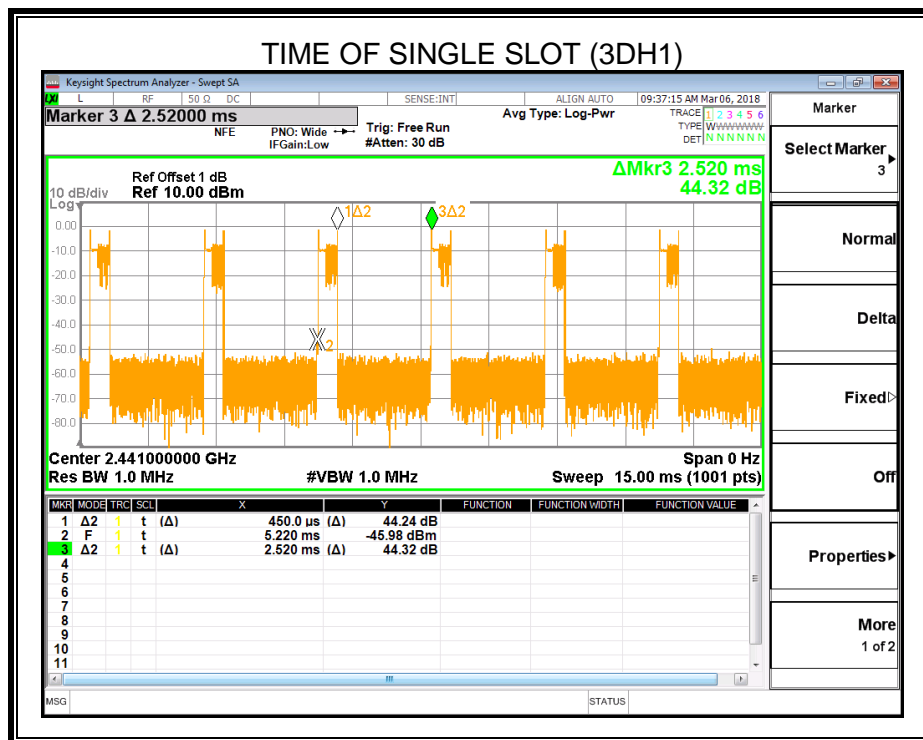 TIME OF SINGLE SLOT (3DH1)
Keysight Spectrum Analyzer - Swept SA
LXI L RF 50 Ω DC SENSE:INT ALIGN AUTO 09:37:15 AM Mar 06, 2018
Marker 3 Δ 2.52000 ms
NFE PNO: Wide Trig: Free Run Avg Type: Log-Pwr TRACE 1 2 3 4 5 6
IFGain:Low #Atten: 30 dB TYPE WWWWWW
DET N N N N N N
ΔMkr3 2.520 ms
44.32 dB
Ref Offset 1 dB
10 dB/div Ref 10.00 dBm
Log
1Δ2 3Δ2
0.00
-10.0
-20.0
-30.0
-40.0
2
-50.0
-60.0
-70.0
-80.0
Center 2.441000000 GHz Span 0 Hz
Res BW 1.0 MHz #VBW 1.0 MHz Sweep 15.00 ms (1001 pts)
MKR MODE TRC SCL X Y FUNCTION FUNCTION WIDTH FUNCTION VALUE
1 Δ2 1 t (Δ) 450.0 µs (Δ) 44.24 dB
2 F 1 t 5.220 ms -45.98 dBm
3 Δ2 1 t (Δ) 2.520 ms (Δ) 44.32 dB
4
5
6
7
8
9
10
11
MSG STATUS
Marker
Select Marker
3
Normal
Delta
Fixed
Off
Properties
More
1 of 2